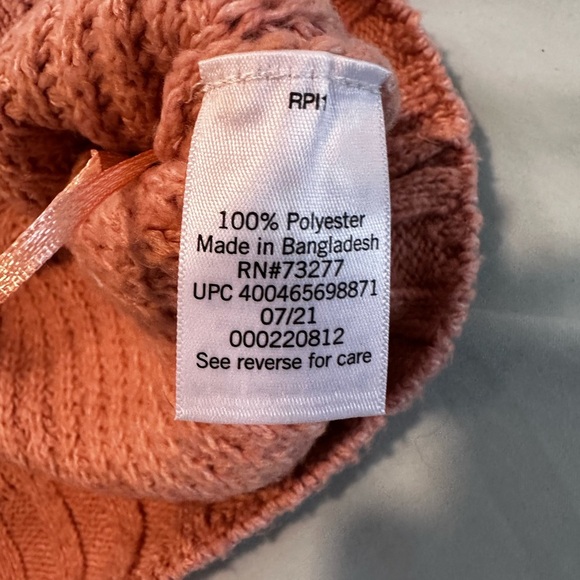 RPI1
100% Polyester
Made in Bangladesh
RN#73277
UPC 400465698871
07/21
000220812
See reverse for care